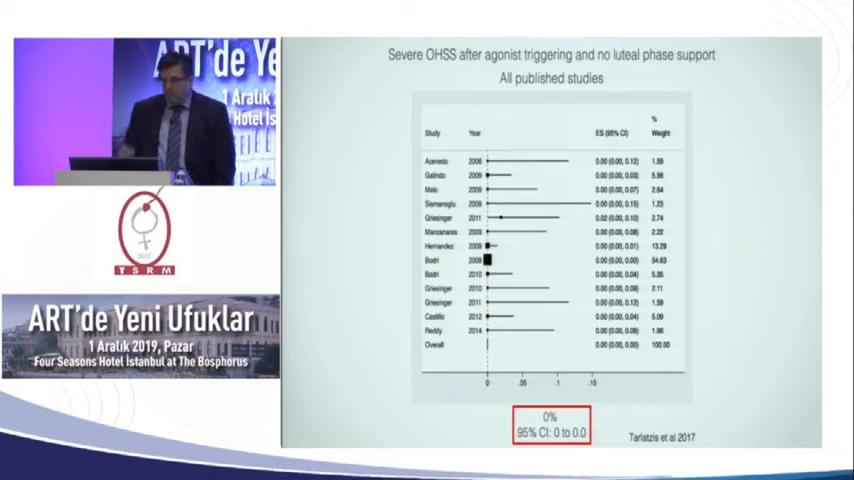 ART'de Ye
1 Aralık 2
Hotel İst
TSRM
ART'de Yeni Ufuklar
1 Aralık 2019, Pazar
Four Seasons Hotel İstanbul at The Bosphorus
Severe OHSS after agonist triggering and no luteal phase support
All published studies
%
Study Year ES (95% CI) Weight
Acevedo 2006 0.00 (0.00, 0.12) 1.59
Galindo 2009 0.00 (0.00, 0.03) 5.56
Melo 2009 0.00 (0.00, 0.07) 2.64
Sismanoglu 2009 0.00 (0.00, 0.15) 1.23
Griesinger 2011 0.02 (0.00, 0.10) 2.74
Manzanares 2009 0.00 (0.00, 0.08) 2.22
Hernandez 2009 0.00 (0.00, 0.01) 13.29
Bodri 2009 0.00 (0.00, 0.00) 54.63
Bodri 2010 0.00 (0.00, 0.04) 5.35
Griesinger 2010 0.00 (0.00, 0.09) 2.11
Griesinger 2011 0.00 (0.00, 0.12) 1.59
Castillo 2012 0.00 (0.00, 0.04) 5.09
Reddy 2014 0.00 (0.00, 0.09) 1.96
Overall 0.00 (0.00, 0.00) 100.00
0 .05 .1 .15
0%
95% CI: 0 to 0.0
Tarlatzis et al 2017